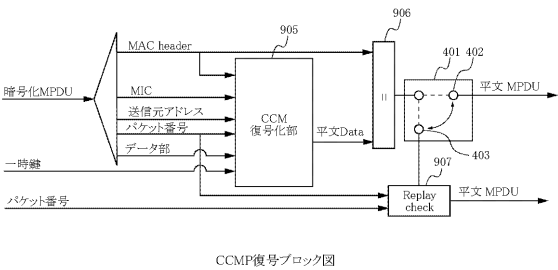 906
905
401
402
MAC header
暗号化MPDU
MIC
送信元アドレス
パケット番号
データ部
CCM
復号化部
平文Data
=
平文 MPDU
403
一時鍵
907
パケット番号
Replay
check
平文 MPDU
CCMP復号ブロック図